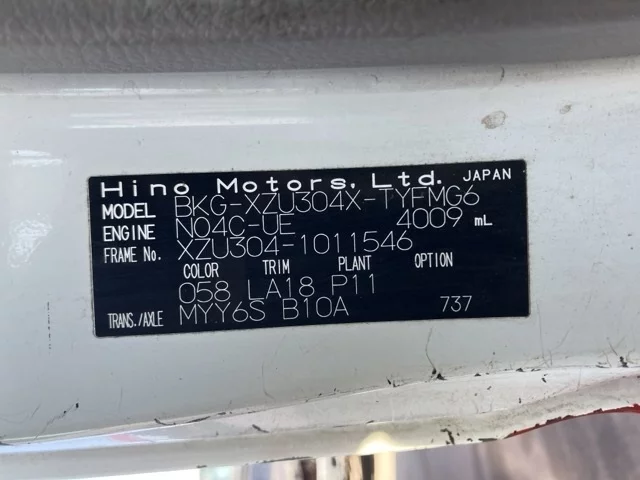 Hino Motors, Ltd. JAPAN
MODEL BKG-XZU304X-TYFMG6
ENGINE N04C-UE 4009 mL
FRAME No. XZU304-1011546
COLOR TRIM PLANT OPTION
058 LA18 P11
TRANS./AXLE MYY6S B10A 737